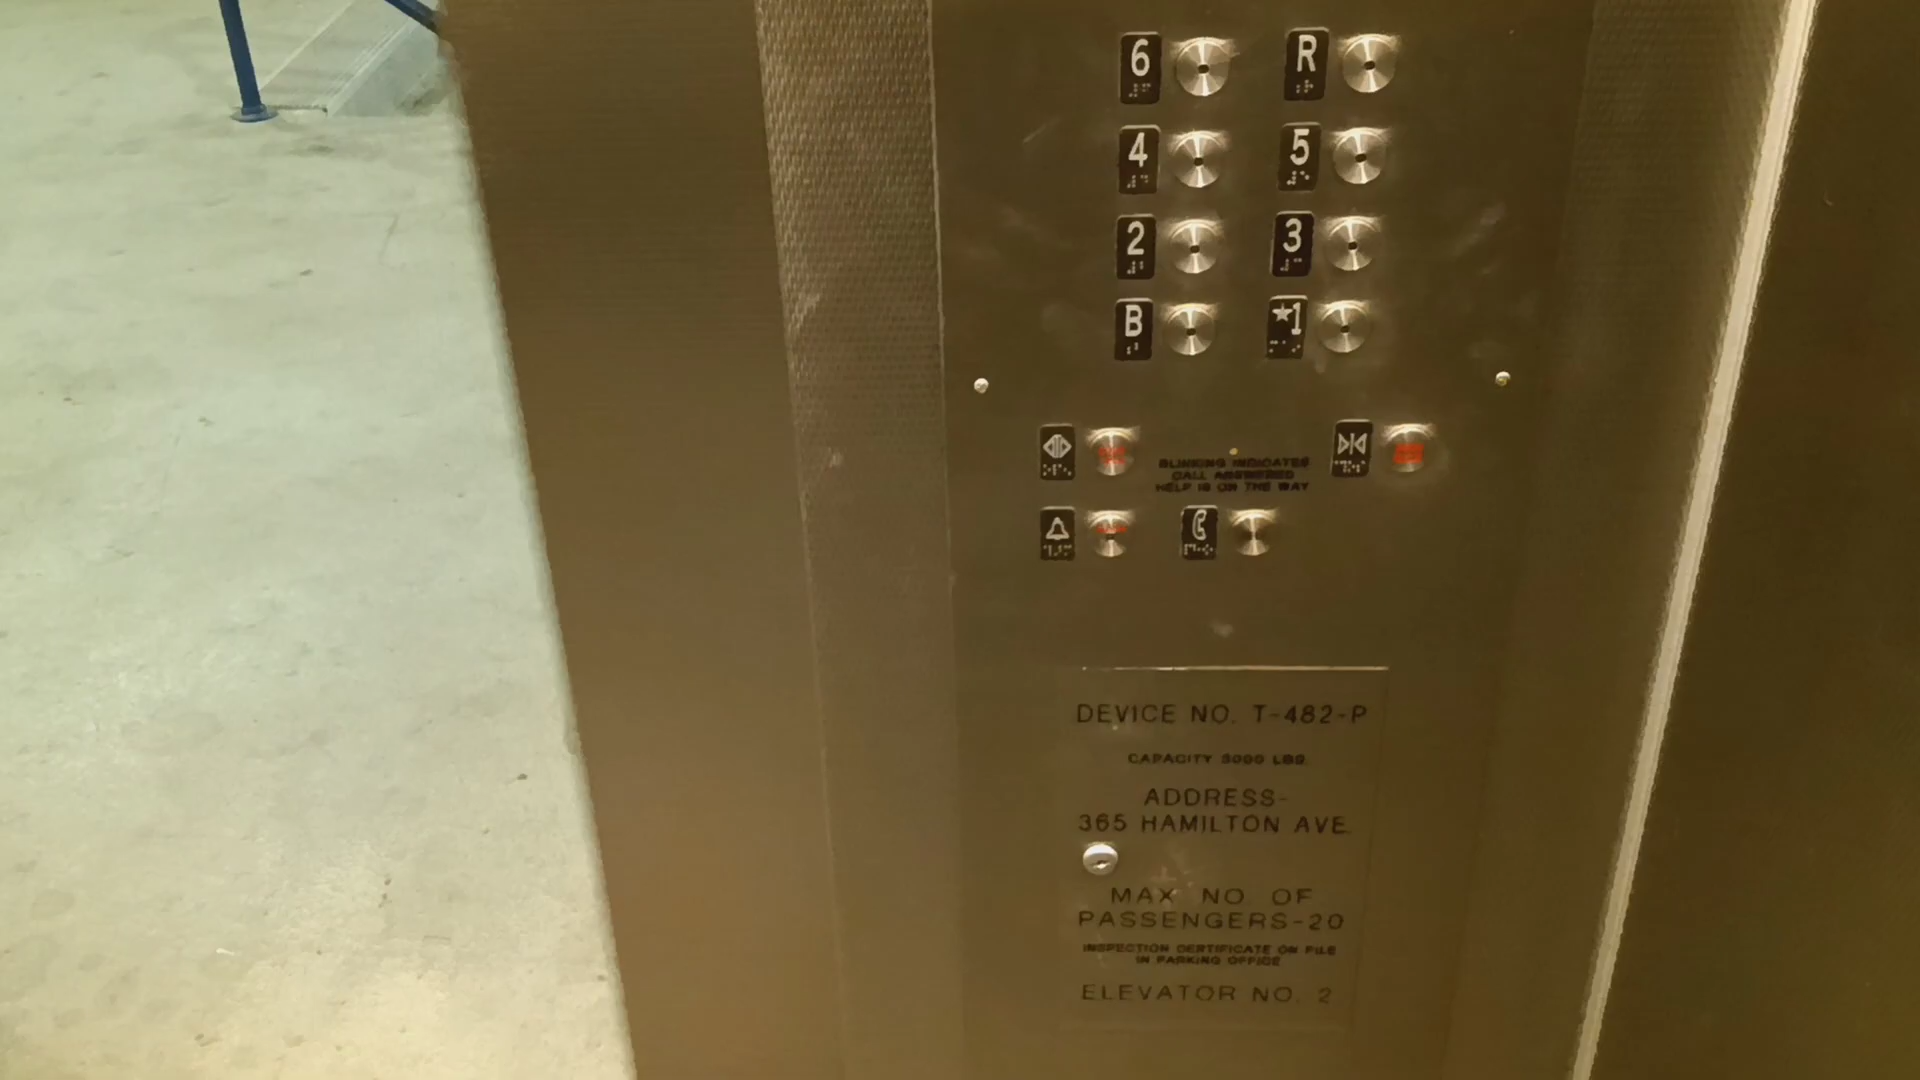 6 R
4 5
2 3
B ★1
BLINKING INDICATES
CALL ANSWERED
HELP IS ON THE WAY
DEVICE NO. T-482-P
CAPACITY 3000 LBS.
ADDRESS-
365 HAMILTON AVE.
MAX NO OF
PASSENGERS-20
INSPECTION CERTIFICATE ON FILE
IN PARKING OFFICE
ELEVATOR NO. 2